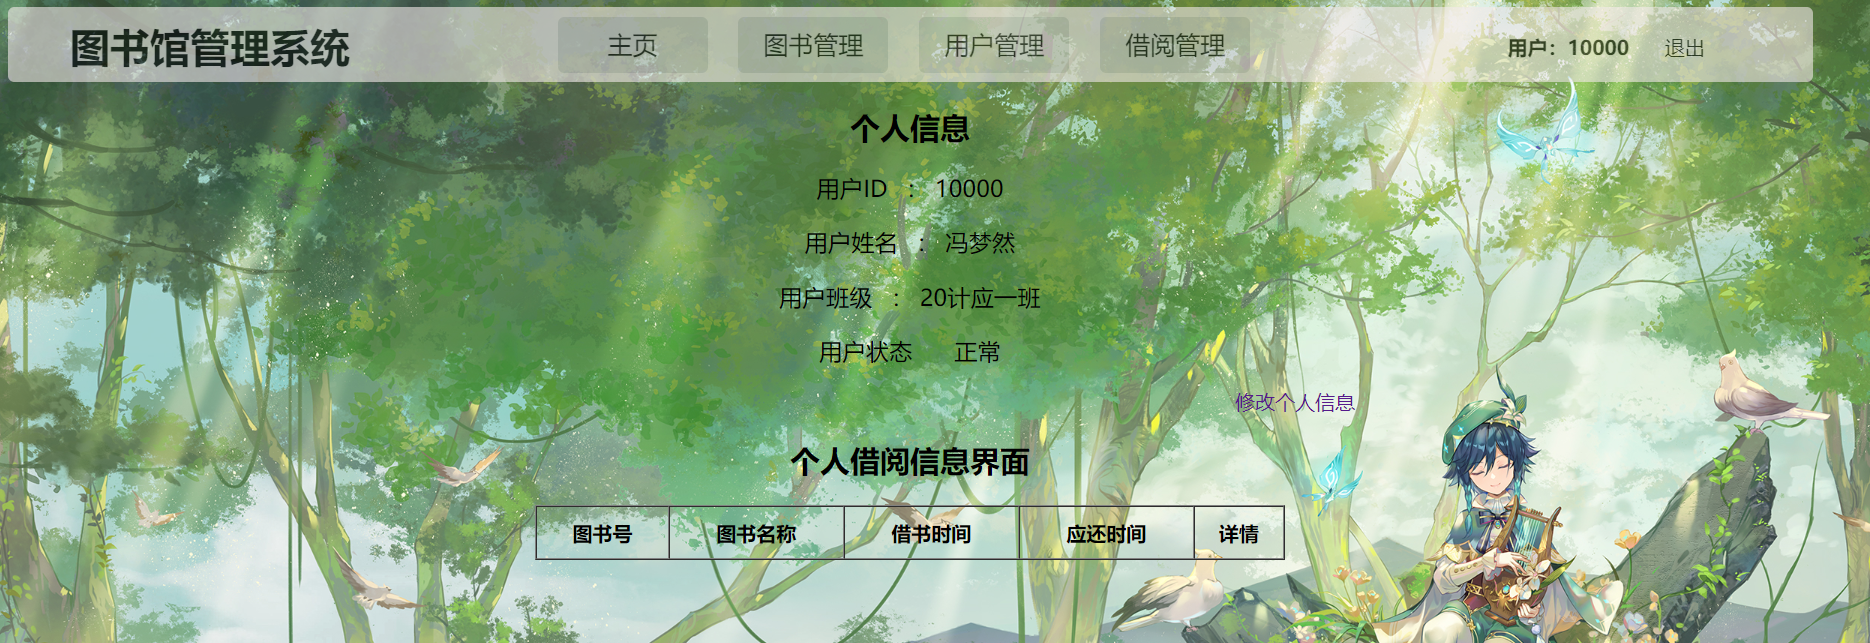 图书馆管理系统 主页 图书管理 用户管理 借阅管理 用户：10000 退出
个人信息
用户ID ： 10000
用户姓名 ： 冯梦然
用户班级 ： 20计应一班
用户状态 正常
修改个人信息
个人借阅信息界面
图书号 图书名称 借书时间 应还时间 详情